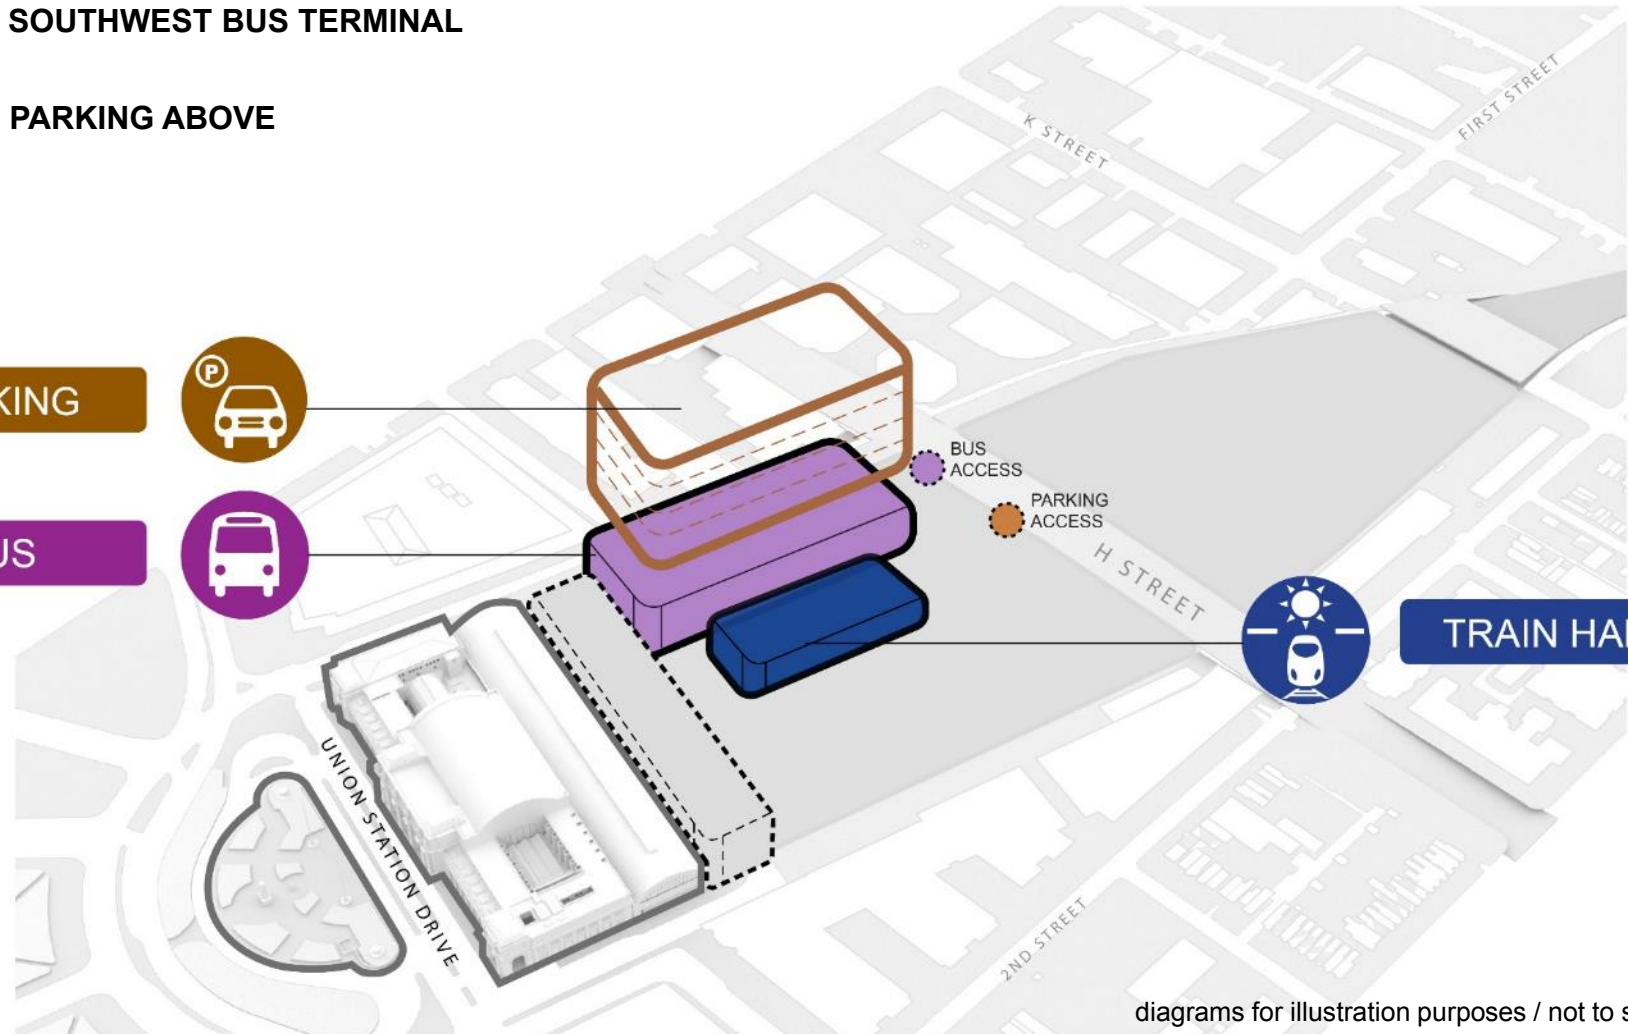 SOUTHWEST BUS TERMINAL
PARKING ABOVE
FIRST STREET
K STREET
P
KING
BUS
ACCESS
PARKING
ACCESS
US
H STREET
TRAIN HA
UNION STATION DRIVE
2ND STREET
diagrams for illustration purposes / not to s